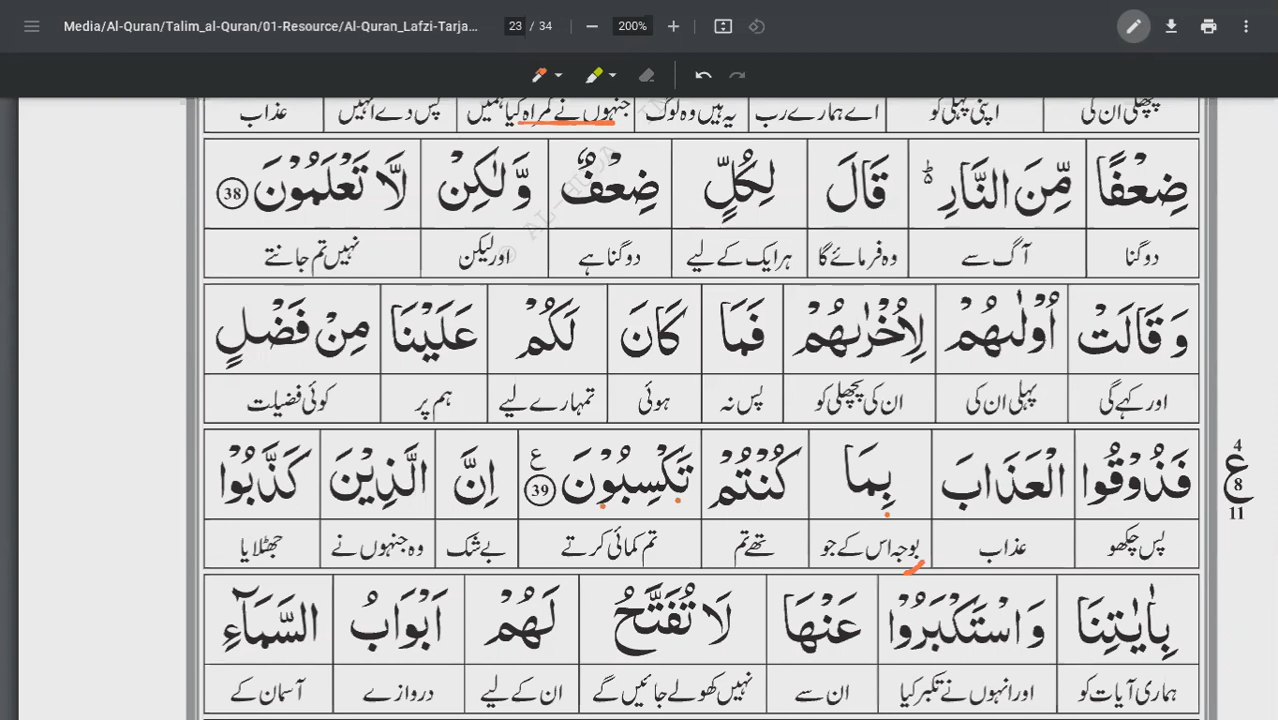 Media/Al-Quran/Talim_al-Quran/01-Resource/Al-Quran_Lafzi-Tarja... 23 / 34 200%
پچھلی ان کی اپنی پہلی کو اے ہمارے رب یہ ہیں وہ لوگ جنہوں نے گمراہ کیا ہمیں پس دے انہیں عذاب
ضِعْفًا مِّنَ النَّارِ ؕ قَالَ لِكُلٍّ ضِعْفٌ وَّ لٰكِنْ لَّا تَعْلَمُوْنَ 38
دوگنا آگ سے وہ فرمائے گا ہر ایک کے لیے دوگنا ہے اور لیکن نہیں تم جانتے
وَ قَالَتْ اُوْلٰىهُمْ لِاُخْرٰىهُمْ فَمَا كَانَ لَكُمْ عَلَيْنَا مِنْ فَضْلٍ
اور کہے گی پہلی ان کی ان کی پچھلی کو پس نہ ہوئی تمہارے لیے ہم پر کوئی فضیلت
فَذُوْقُوا الْعَذَابَ بِمَا كُنْتُمْ تَكْسِبُوْنَ 39 ع اِنَّ الَّذِيْنَ كَذَّبُوْا
4 ع 8 11
پس چکھو عذاب بوجہ اس کے جو تھے تم تم کمائی کرتے بے شک وہ جنہوں نے جھٹلایا
بِاٰيٰتِنَا وَ اسْتَكْبَرُوْا عَنْهَا لَا تُفَتَّحُ لَهُمْ اَبْوَابُ السَّمَآءِ
ہماری آیات کو اور انہوں نے تکبر کیا ان سے نہیں کھولے جائیں گے ان کے لیے دروازے آسمان کے